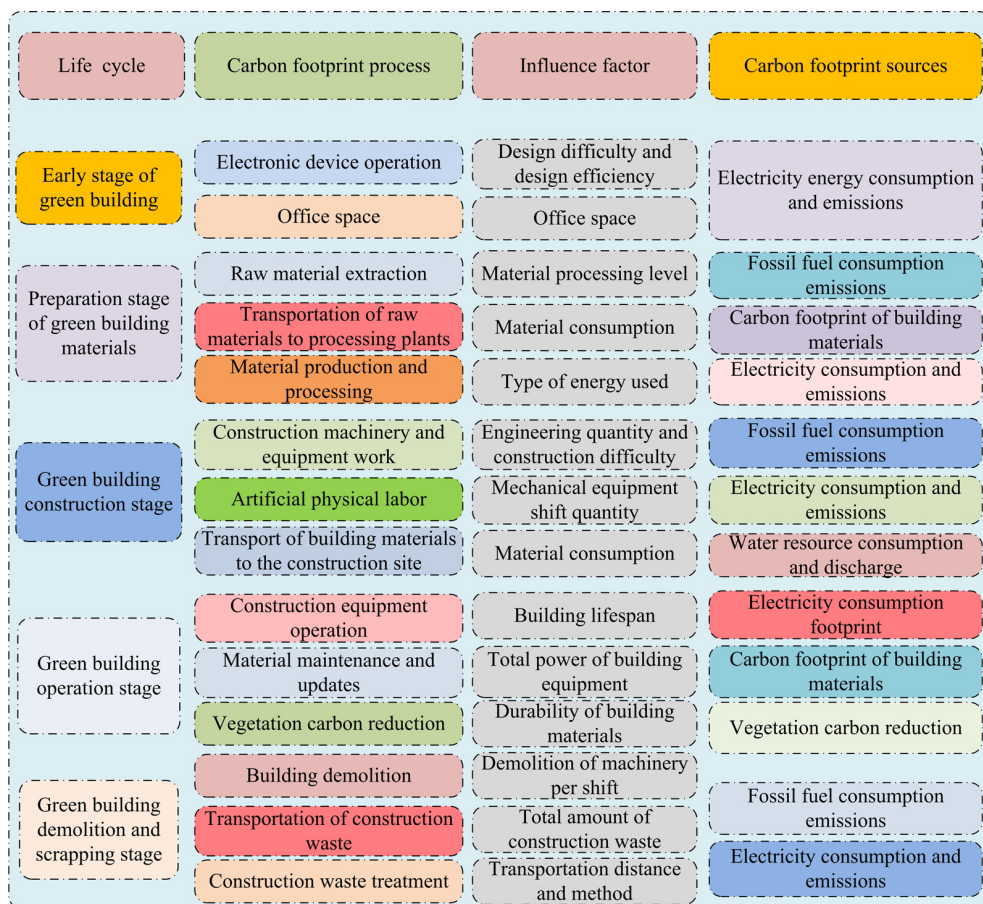 Life cycle
Carbon footprint process
Influence factor
Carbon footprint sources
Early stage of
green building
Electronic device operation
Office space
Design difficulty and
design efficiency
Office space
Electricity energy consumption
and emissions
Preparation stage
of green building
materials
Raw material extraction
Transportation of raw
materials to processing plants
Material production and
processing
Material processing level
Material consumption
Type of energy used
Fossil fuel consumption
emissions
Carbon footprint of building
materials
Electricity consumption and
emissions
Green building
construction stage
Construction machinery and
equipment work
Artificial physical labor
Transport of building materials
to the construction site
Engineering quantity and
construction difficulty
Mechanical equipment
shift quantity
Material consumption
Fossil fuel consumption
emissions
Electricity consumption and
emissions
Water resource consumption
and discharge
Green building
operation stage
Construction equipment
operation
Material maintenance and
updates
Vegetation carbon reduction
Building lifespan
Total power of building
equipment
Durability of building
materials
Electricity consumption
footprint
Carbon footprint of building
materials
Vegetation carbon reduction
Green building
demolition and
scrapping stage
Building demolition
Transportation of construction
waste
Construction waste treatment
Demolition of machinery
per shift
Total amount of
construction waste
Transportation distance
and method
Fossil fuel consumption
emissions
Electricity consumption and
emissions